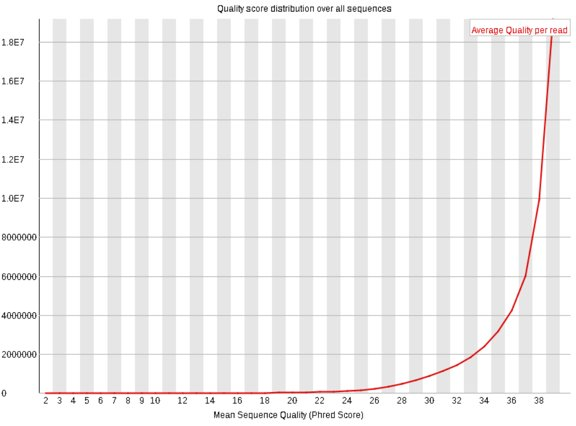 Quality score distribution over all sequences
Average Quality per read
1.8E7
1.6E7
1.4E7
1.2E7
1.0E7
8000000
6000000
4000000
2000000
0
2 3 4 5 6 7 8 9 10 12 14 16 18 20 22 24 26 28 30 32 34 36 38
Mean Sequence Quality (Phred Score)